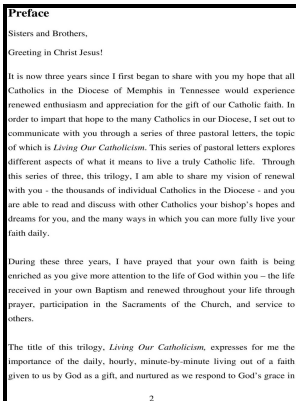 Preface
Sisters and Brothers,
Greeting in Christ Jesus!
It is now three years since I first began to share with you my hope that all
Catholics in the Diocese of Memphis in Tennessee would experience
renewed enthusiasm and appreciation for the gift of our Catholic faith. In
order to impart that hope to the many Catholics in our Diocese, I set out to
communicate with you through a series of three pastoral letters, the topic
of which is Living Our Catholicism. This series of pastoral letters explores
different aspects of what it means to live a truly Catholic life.  Through
this series of three, this trilogy, I am able to share my vision of renewal
with you - the thousands of individual Catholics in the Diocese - and you
are able to read and discuss with other Catholics your bishop's hopes and
dreams for you, and the many ways in which you can more fully live your
faith daily.
During these three years, I have prayed that your own faith is being
enriched as you give more attention to the life of God within you – the life
received in your own Baptism and renewed throughout your life through
prayer, participation in the Sacraments of the Church, and service to
others.
The title of this trilogy, Living Our Catholicism, expresses for me the
importance of the daily, hourly, minute-by-minute living out of a faith
given to us by God as a gift, and nurtured as we respond to God's grace in
2